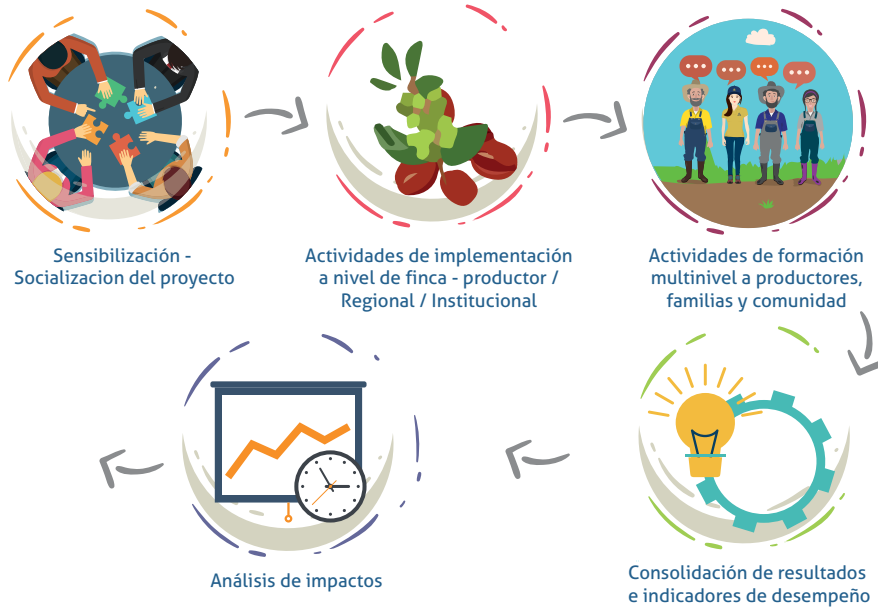 Sensibilización -
Socializacion del proyecto
Actividades de implementación
a nivel de finca - productor /
Regional / Institucional
Actividades de formación
multinivel a productores,
familias y comunidad
Consolidación de resultados
e indicadores de desempeño
Análisis de impactos